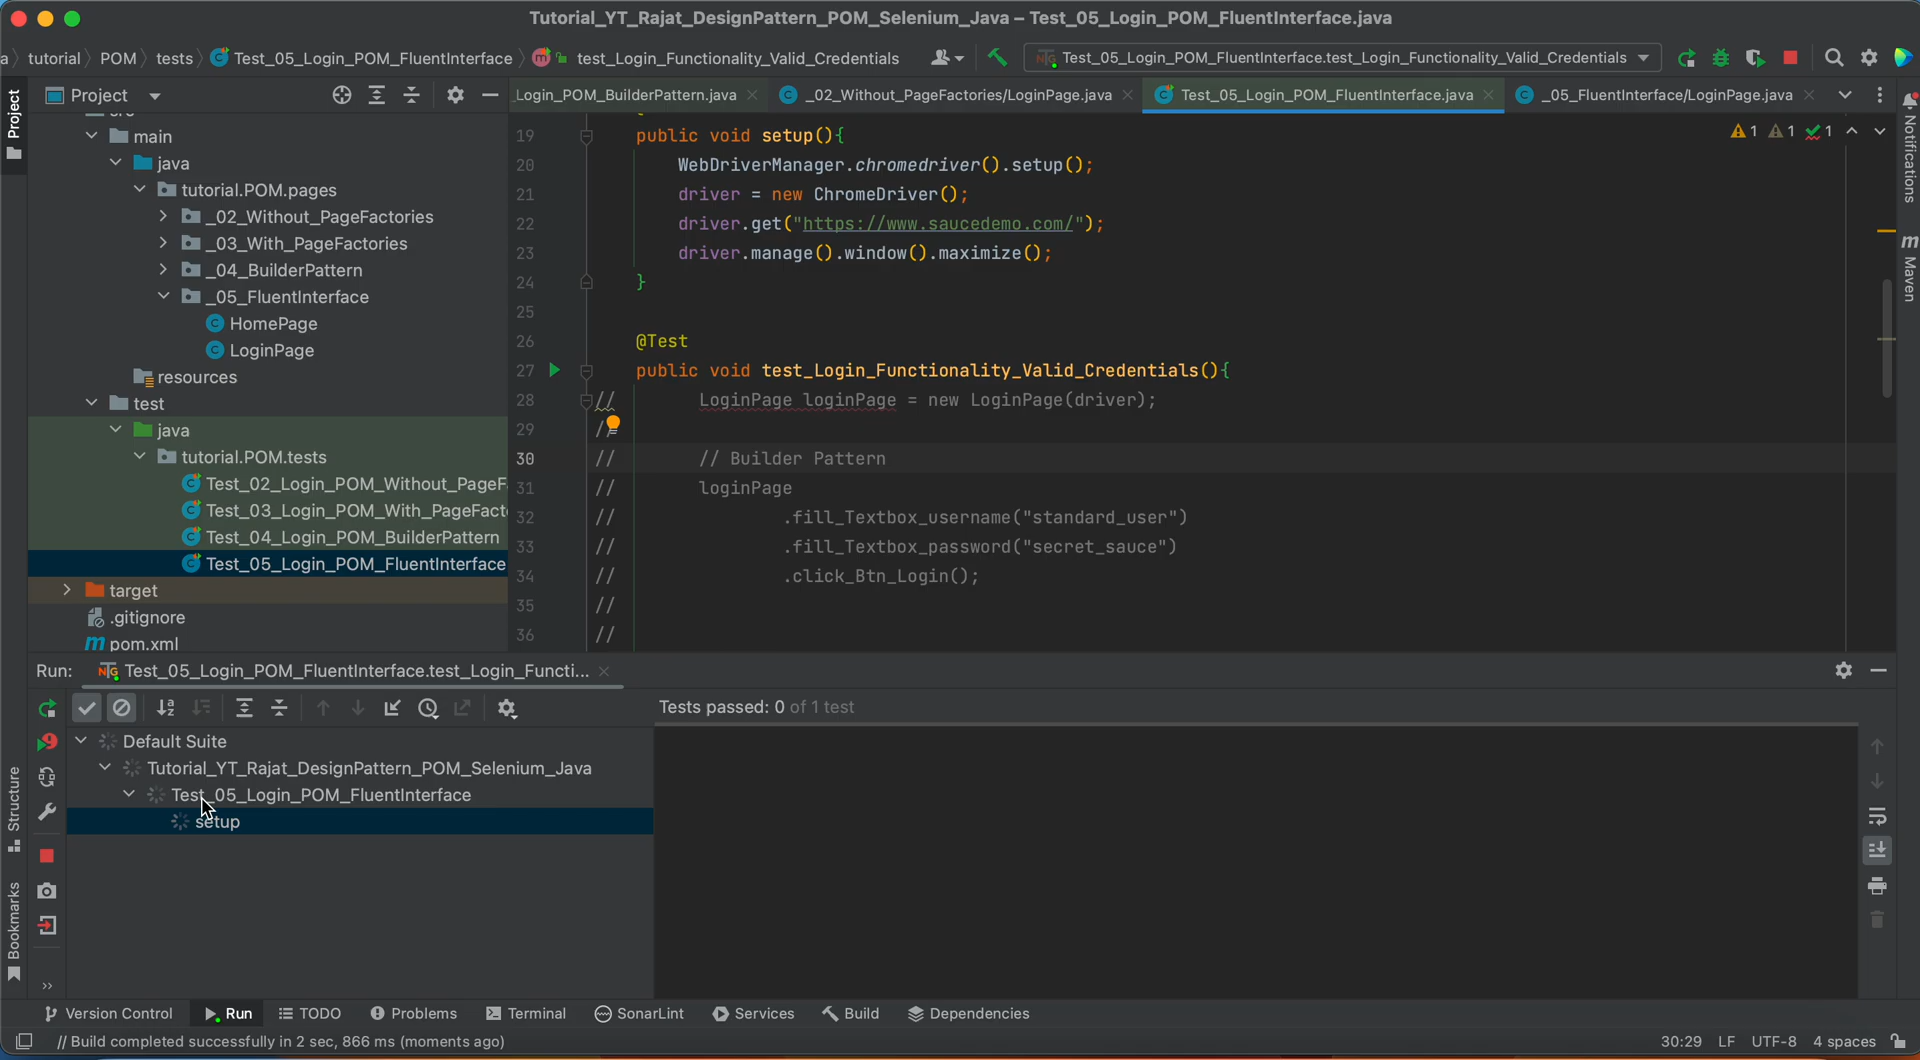 Tutorial_YT_Rajat_DesignPattern_POM_Selenium_Java – Test_05_Login_POM_FluentInterface.java
a
tutorial
POM
tests
Test_05_Login_POM_FluentInterface
test_Login_Functionality_Valid_Credentials
Test_05_Login_POM_FluentInterface.test_Login_Functionality_Valid_Credentials
Project
Project
.Login_POM_BuilderPattern.java
_02_Without_PageFactories/LoginPage.java
Test_05_Login_POM_FluentInterface.java
_05_FluentInterface/LoginPage.java
Notifications
Maven
main
java
tutorial.POM.pages
_02_Without_PageFactories
_03_With_PageFactories
_04_BuilderPattern
_05_FluentInterface
HomePage
LoginPage
resources
test
java
tutorial.POM.tests
Test_02_Login_POM_Without_PageF
Test_03_Login_POM_With_PageFact
Test_04_Login_POM_BuilderPattern
Test_05_Login_POM_FluentInterface
target
.gitignore
pom.xml
1 1 1
19 public void setup(){
20 WebDriverManager.chromedriver().setup();
21 driver = new ChromeDriver();
22 driver.get("https://www.saucedemo.com/");
23 driver.manage().window().maximize();
24 }
25
26 @Test
27 public void test_Login_Functionality_Valid_Credentials(){
28 // LoginPage loginPage = new LoginPage(driver);
29 //
30 // // Builder Pattern
31 // loginPage
32 // .fill_Textbox_username("standard_user")
33 // .fill_Textbox_password("secret_sauce")
34 // .click_Btn_Login();
35 //
36 //
Run:
Test_05_Login_POM_FluentInterface.test_Login_Functi...
Tests passed: 0 of 1 test
Default Suite
Tutorial_YT_Rajat_DesignPattern_POM_Selenium_Java
Test_05_Login_POM_FluentInterface
setup
Structure
Bookmarks
Version Control
Run
TODO
Problems
Terminal
SonarLint
Services
Build
Dependencies
// Build completed successfully in 2 sec, 866 ms (moments ago)
30:29 LF UTF-8 4 spaces